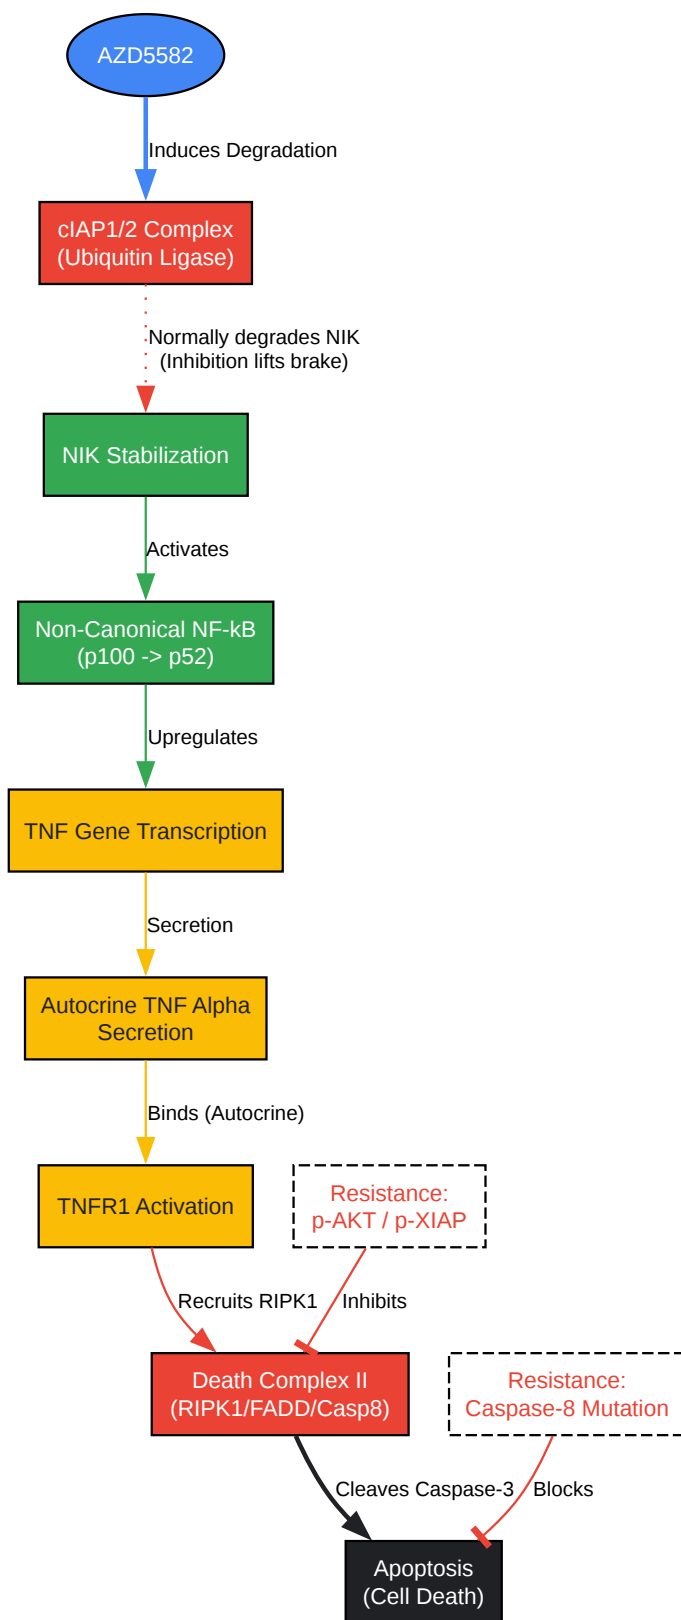 AZD5582
Induces Degradation
cIAP1/2 Complex
(Ubiquitin Ligase)
Normally degrades NIK
(Inhibition lifts brake)
NIK Stabilization
Activates
Non-Canonical NF-kB
(p100 -> p52)
Upregulates
TNF Gene Transcription
Secretion
Autocrine TNF Alpha
Secretion
Binds (Autocrine)
TNFR1 Activation
Resistance:
p-AKT / p-XIAP
Recruits RIPK1
Inhibits
Death Complex II
(RIPK1/FADD/Casp8)
Resistance:
Caspase-8 Mutation
Cleaves Caspase-3
Blocks
Apoptosis
(Cell Death)